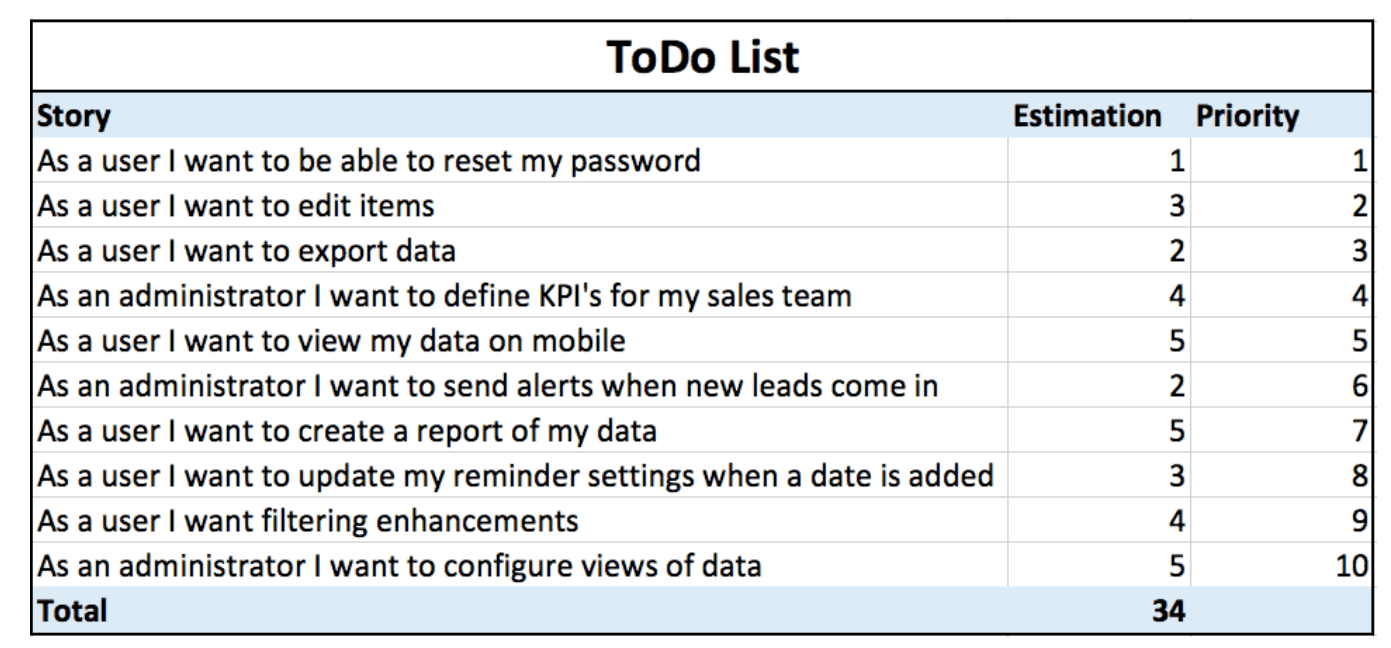 ToDo List
Story Estimation Priority
As a user I want to be able to reset my password 1 1
As a user I want to edit items 3 2
As a user I want to export data 2 3
As an administrator I want to define KPI's for my sales team 4 4
As a user I want to view my data on mobile 5 5
As an administrator I want to send alerts when new leads come in 2 6
As a user I want to create a report of my data 5 7
As a user I want to update my reminder settings when a date is added 3 8
As a user I want filtering enhancements 4 9
As an administrator I want to configure views of data 5 10
Total 34